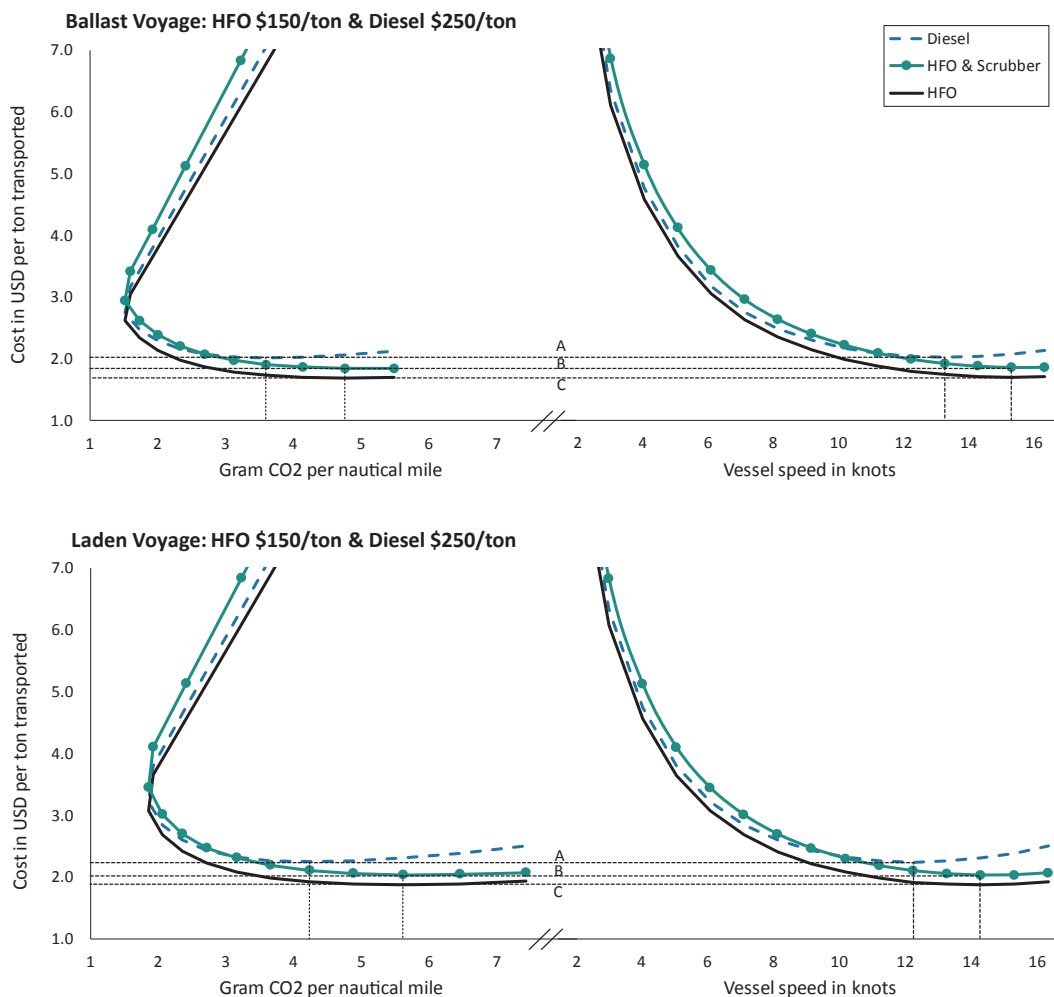 Ballast Voyage: HFO $150/ton & Diesel $250/ton
Diesel
HFO & Scrubber
HFO
Cost in USD per ton transported
7.0
6.0
5.0
4.0
3.0
2.0
1.0
A
B
C
1 2 3 4 5 6 7
2 4 6 8 10 12 14 16
Gram CO2 per nautical mile
Vessel speed in knots
Laden Voyage: HFO $150/ton & Diesel $250/ton
Cost in USD per ton transported
7.0
6.0
5.0
4.0
3.0
2.0
1.0
A
B
C
1 2 3 4 5 6 7
2 4 6 8 10 12 14 16
Gram CO2 per nautical mile
Vessel speed in knots